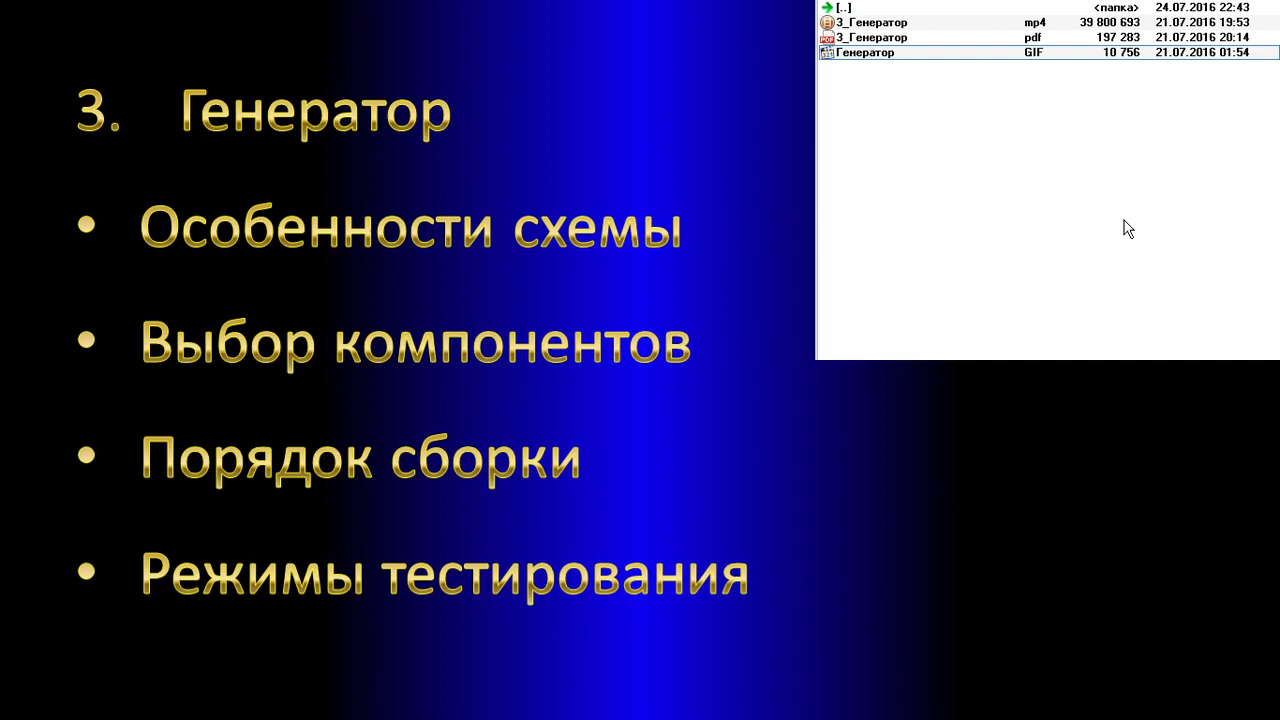 3. Генератор
• Особенности схемы
• Выбор компонентов
• Порядок сборки
• Режимы тестирования
[..] <папка> 24.07.2016 22:43
3_Генератор mp4 39 800 693 21.07.2016 19:53
3_Генератор pdf 197 283 21.07.2016 20:14
Генератор GIF 10 756 21.07.2016 01:54